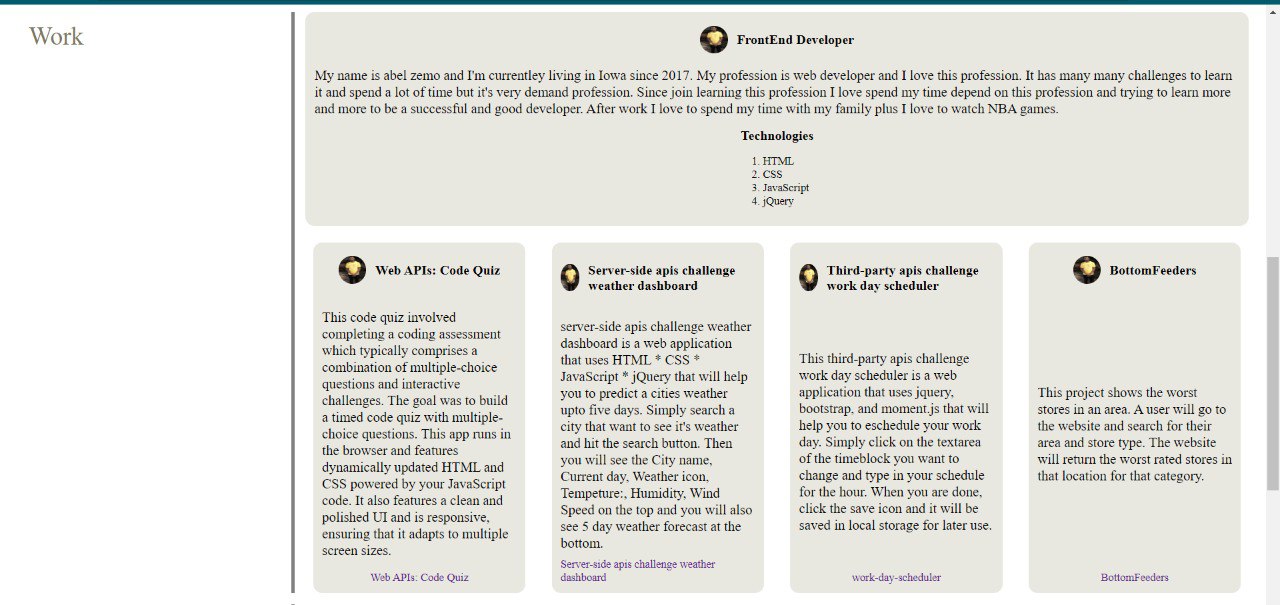 Work
FrontEnd Developer
My name is abel zemo and I'm currentley living in Iowa since 2017. My profession is web developer and I love this profession. It has many many challenges to learn
it and spend a lot of time but it's very demand profession. Since join learning this profession I love spend my time depend on this profession and trying to learn more
and more to be a successful and good developer. After work I love to spend my time with my family plus I love to watch NBA games.
Technologies
1. HTML
2. CSS
3. JavaScript
4. jQuery
Web APIs: Code Quiz
This code quiz involved
completing a coding assessment
which typically comprises a
combination of multiple-choice
questions and interactive
challenges. The goal was to build
a timed code quiz with multiple-
choice questions. This app runs in
the browser and features
dynamically updated HTML and
CSS powered by your JavaScript
code. It also features a clean and
polished UI and is responsive,
ensuring that it adapts to multiple
screen sizes.
Web APIs: Code Quiz
Server-side apis challenge
weather dashboard
server-side apis challenge weather
dashboard is a web application
that uses HTML * CSS *
JavaScript * jQuery that will help
you to predict a cities weather
upto five days. Simply search a
city that want to see it's weather
and hit the search button. Then
you will see the City name,
Current day, Weather icon,
Tempeture:, Humidity, Wind
Speed on the top and you will also
see 5 day weather forecast at the
bottom.
Server-side apis challenge weather
dashboard
Third-party apis challenge
work day scheduler
This third-party apis challenge
work day scheduler is a web
application that uses jquery,
bootstrap, and moment.js that will
help you to eschedule your work
day. Simply click on the textarea
of the timeblock you want to
change and type in your schedule
for the hour. When you are done,
click the save icon and it will be
saved in local storage for later use.
work-day-scheduler
BottomFeeders
This project shows the worst
stores in an area. A user will go to
the website and search for their
area and store type. The website
will return the worst rated stores in
that location for that category.
BottomFeeders